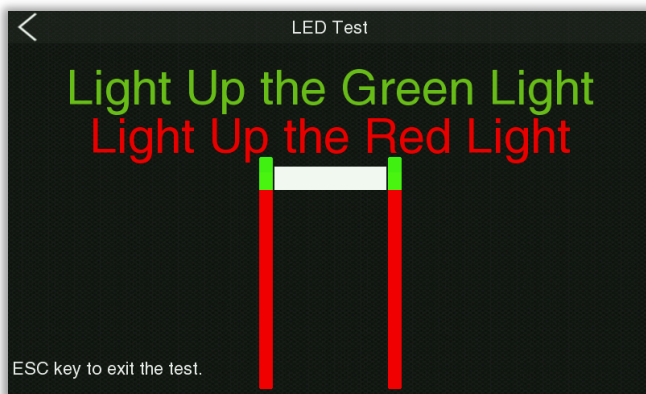 LED Test
Light Up the Green Light
Light Up the Red Light
ESC key to exit the test.